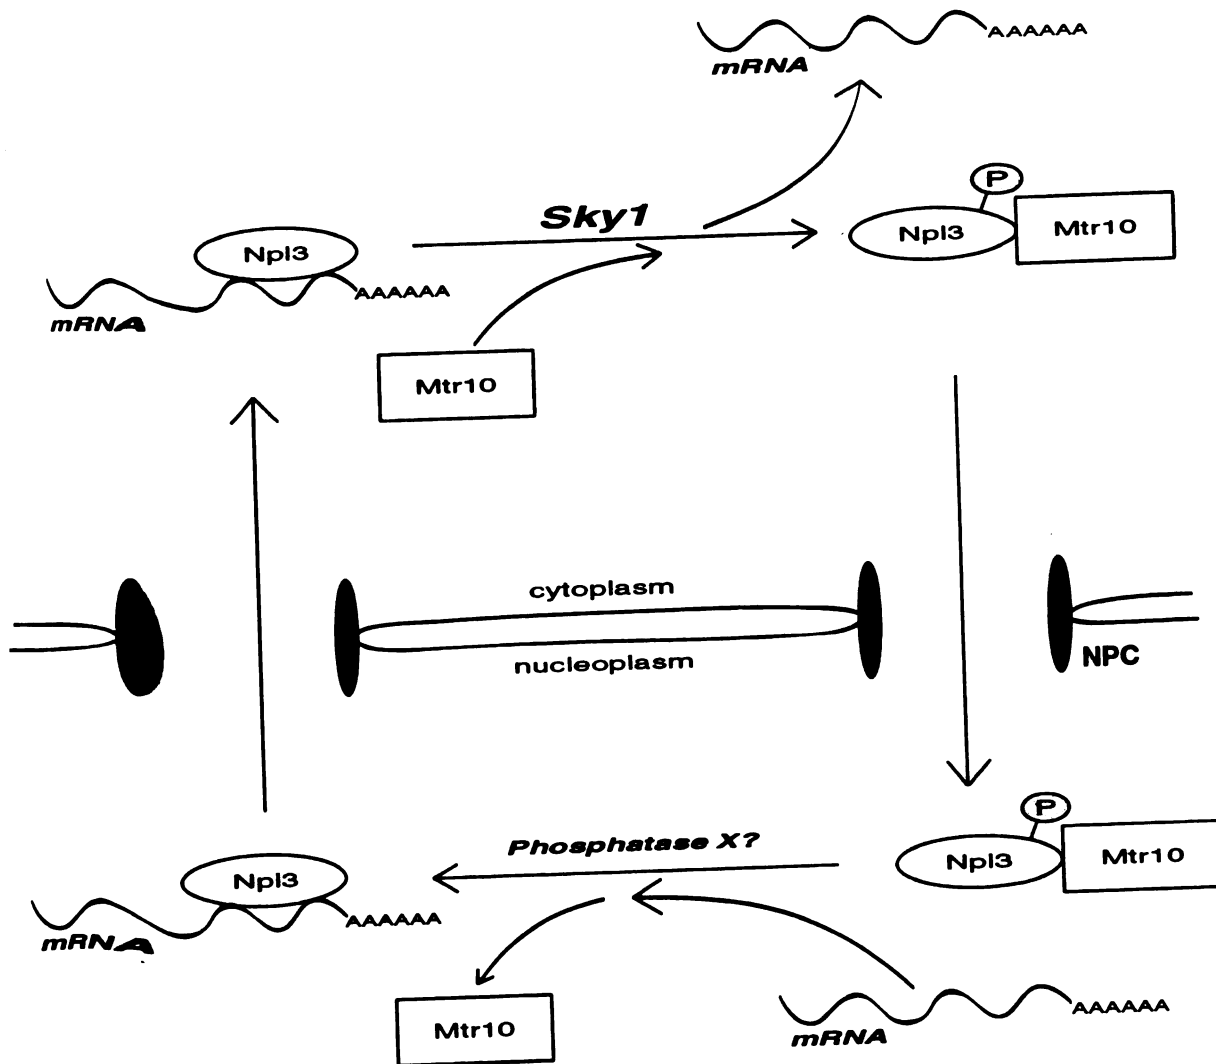 AAAAAA
mRNA
P
Sky1
Npl3
Mtr10
Npl3
AAAAAA
mRNA
Mtr10
cytoplasm
nucleoplasm
NPC
P
Phosphatase X?
Npl3
Mtr10
Npl3
AAAAAA
mRNA
Mtr10
AAAAAA
mRNA